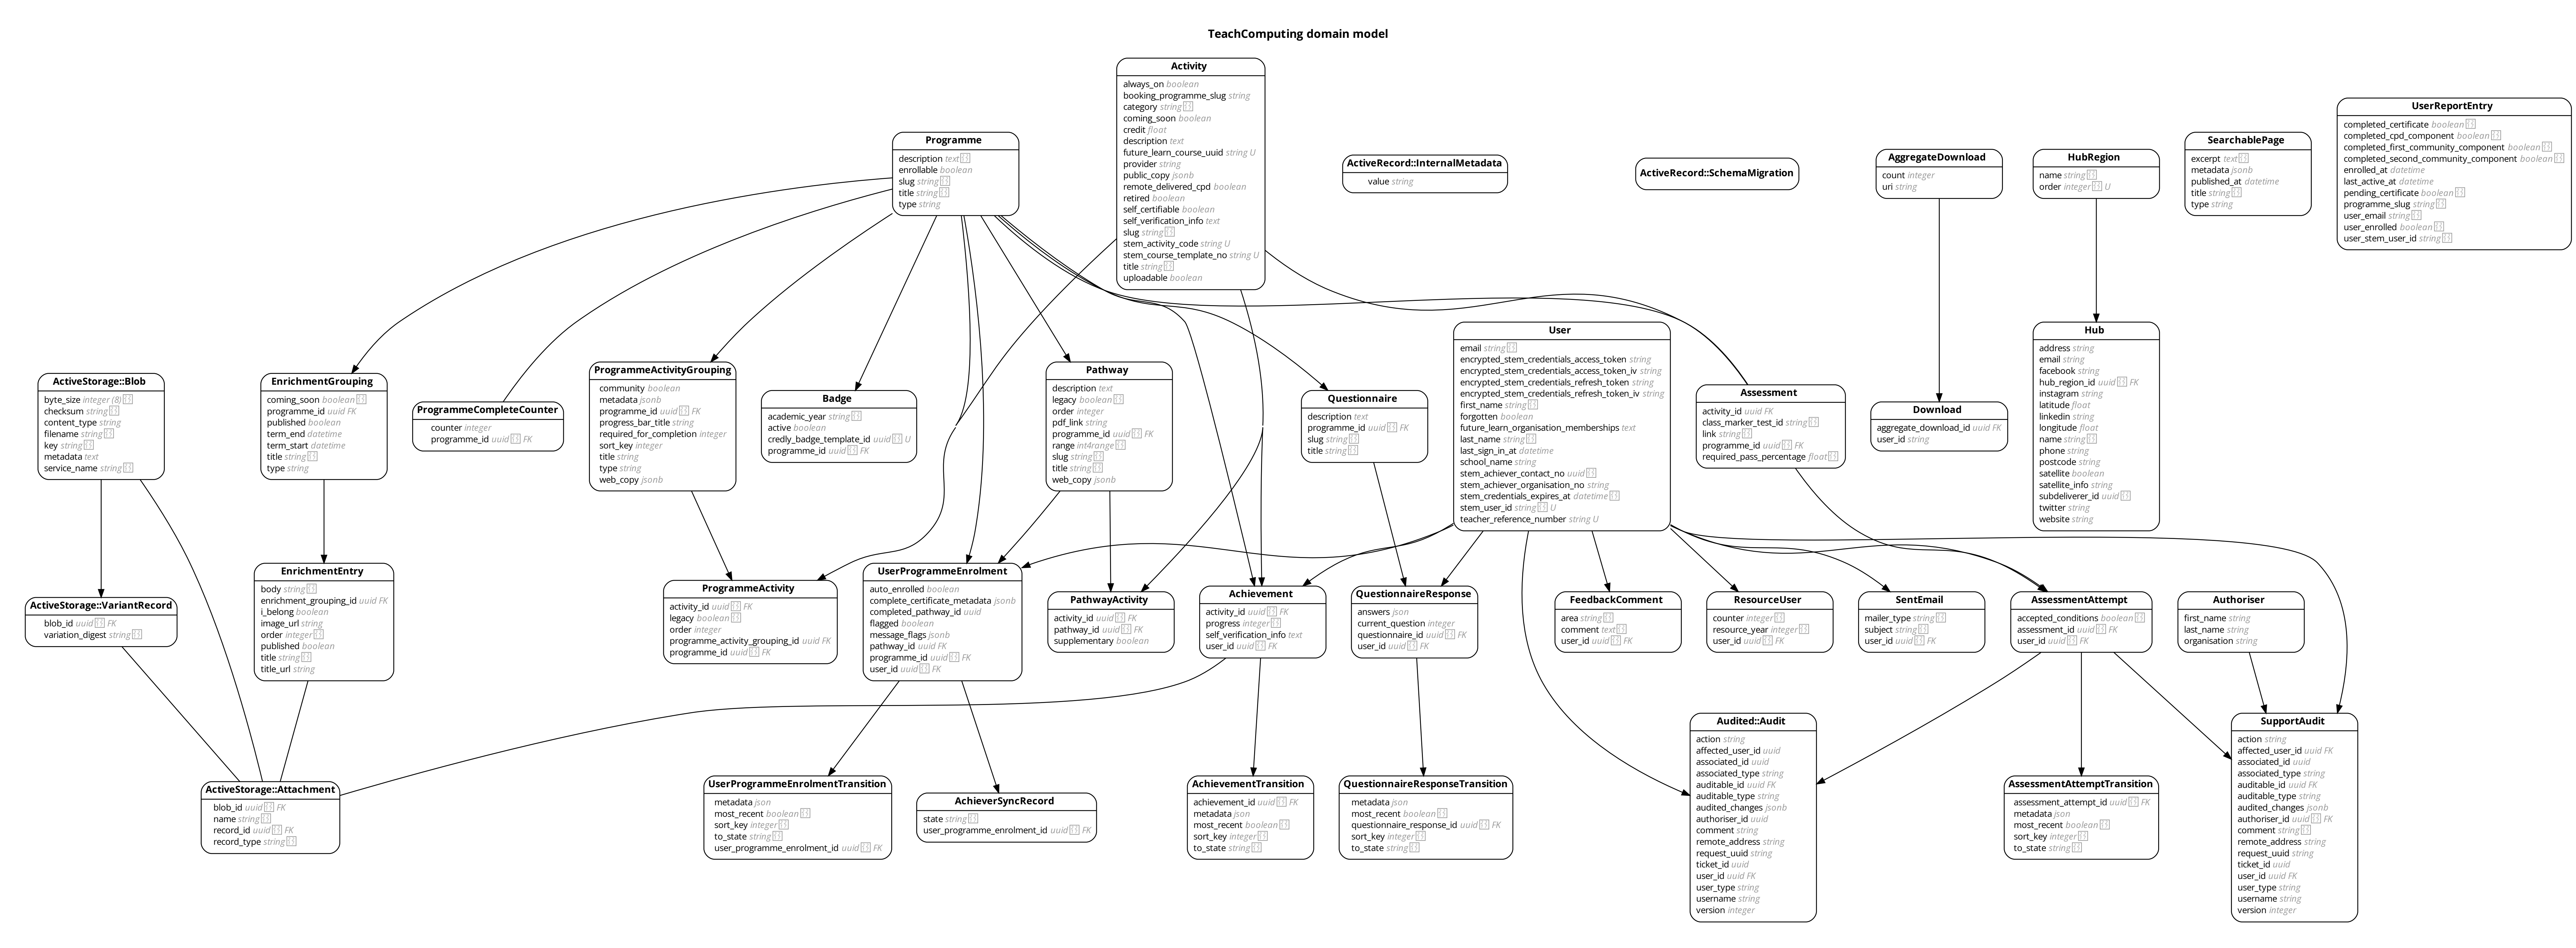 TeachComputing domain model
Activity
always_on boolean
booking_programme_slug string
category string
coming_soon boolean
credit float
description text
future_learn_course_uuid string U
provider string
public_copy jsonb
remote_delivered_cpd boolean
retired boolean
self_certifiable boolean
self_verification_info text
slug string
stem_activity_code string U
stem_course_template_no string U
title string
uploadable boolean
Programme
description text
enrollable boolean
slug string
title string
type string
ActiveRecord::InternalMetadata
value string
ActiveRecord::SchemaMigration
AggregateDownload
count integer
uri string
HubRegion
name string
order integer U
SearchablePage
excerpt text
metadata jsonb
published_at datetime
title string
type string
UserReportEntry
completed_certificate boolean
completed_cpd_component boolean
completed_first_community_component boolean
completed_second_community_component boolean
enrolled_at datetime
last_active_at datetime
pending_certificate boolean
programme_slug string
user_email string
user_enrolled boolean
user_stem_user_id string
ActiveStorage::Blob
byte_size integer (8)
checksum string
content_type string
filename string
key string
metadata text
service_name string
EnrichmentGrouping
coming_soon boolean
programme_id uuid FK
published boolean
term_end datetime
term_start datetime
title string
type string
ProgrammeCompleteCounter
counter integer
programme_id uuid FK
ProgrammeActivityGrouping
community boolean
metadata jsonb
programme_id uuid FK
progress_bar_title string
required_for_completion integer
sort_key integer
title string
type string
web_copy jsonb
Badge
academic_year string
active boolean
credly_badge_template_id uuid U
programme_id uuid FK
Pathway
description text
legacy boolean
order integer
pdf_link string
programme_id uuid FK
range int4range
slug string
title string
web_copy jsonb
Questionnaire
description text
programme_id uuid FK
slug string
title string
User
email string
encrypted_stem_credentials_access_token string
encrypted_stem_credentials_access_token_iv string
encrypted_stem_credentials_refresh_token string
encrypted_stem_credentials_refresh_token_iv string
first_name string
forgotten boolean
future_learn_organisation_memberships text
last_name string
last_sign_in_at datetime
school_name string
stem_achiever_contact_no uuid
stem_achiever_organisation_no string
stem_credentials_expires_at datetime
stem_user_id string U
teacher_reference_number string U
Assessment
activity_id uuid FK
class_marker_test_id string
link string
programme_id uuid FK
required_pass_percentage float
Download
aggregate_download_id uuid FK
user_id string
Hub
address string
email string
facebook string
hub_region_id uuid FK
instagram string
latitude float
linkedin string
longitude float
name string
phone string
postcode string
satellite boolean
satellite_info string
subdeliverer_id uuid
twitter string
website string
ActiveStorage::VariantRecord
blob_id uuid FK
variation_digest string
EnrichmentEntry
body string
enrichment_grouping_id uuid FK
i_belong boolean
image_url string
order integer
published boolean
title string
title_url string
ProgrammeActivity
activity_id uuid FK
legacy boolean
order integer
programme_activity_grouping_id uuid FK
programme_id uuid FK
UserProgrammeEnrolment
auto_enrolled boolean
complete_certificate_metadata jsonb
completed_pathway_id uuid
flagged boolean
message_flags jsonb
pathway_id uuid FK
programme_id uuid FK
user_id uuid FK
PathwayActivity
activity_id uuid FK
pathway_id uuid FK
supplementary boolean
Achievement
activity_id uuid FK
progress integer
self_verification_info text
user_id uuid FK
QuestionnaireResponse
answers json
current_question integer
questionnaire_id uuid FK
user_id uuid FK
FeedbackComment
area string
comment text
user_id uuid FK
ResourceUser
counter integer
resource_year integer
user_id uuid FK
SentEmail
mailer_type string
subject string
user_id uuid FK
AssessmentAttempt
accepted_conditions boolean
assessment_id uuid FK
user_id uuid FK
Authoriser
first_name string
last_name string
organisation string
ActiveStorage::Attachment
blob_id uuid FK
name string
record_id uuid FK
record_type string
UserProgrammeEnrolmentTransition
metadata json
most_recent boolean
sort_key integer
to_state string
user_programme_enrolment_id uuid FK
AchieverSyncRecord
state string
user_programme_enrolment_id uuid FK
AchievementTransition
achievement_id uuid FK
metadata json
most_recent boolean
sort_key integer
to_state string
QuestionnaireResponseTransition
metadata json
most_recent boolean
questionnaire_response_id uuid FK
sort_key integer
to_state string
Audited::Audit
action string
affected_user_id uuid
associated_id uuid
associated_type string
auditable_id uuid FK
auditable_type string
audited_changes jsonb
authoriser_id uuid
comment string
remote_address string
request_uuid string
ticket_id uuid
user_id uuid FK
user_type string
username string
version integer
AssessmentAttemptTransition
assessment_attempt_id uuid FK
metadata json
most_recent boolean
sort_key integer
to_state string
SupportAudit
action string
affected_user_id uuid FK
associated_id uuid
associated_type string
auditable_id uuid FK
auditable_type string
audited_changes jsonb
authoriser_id uuid FK
comment string
remote_address string
request_uuid string
ticket_id uuid
user_id uuid FK
user_type string
username string
version integer